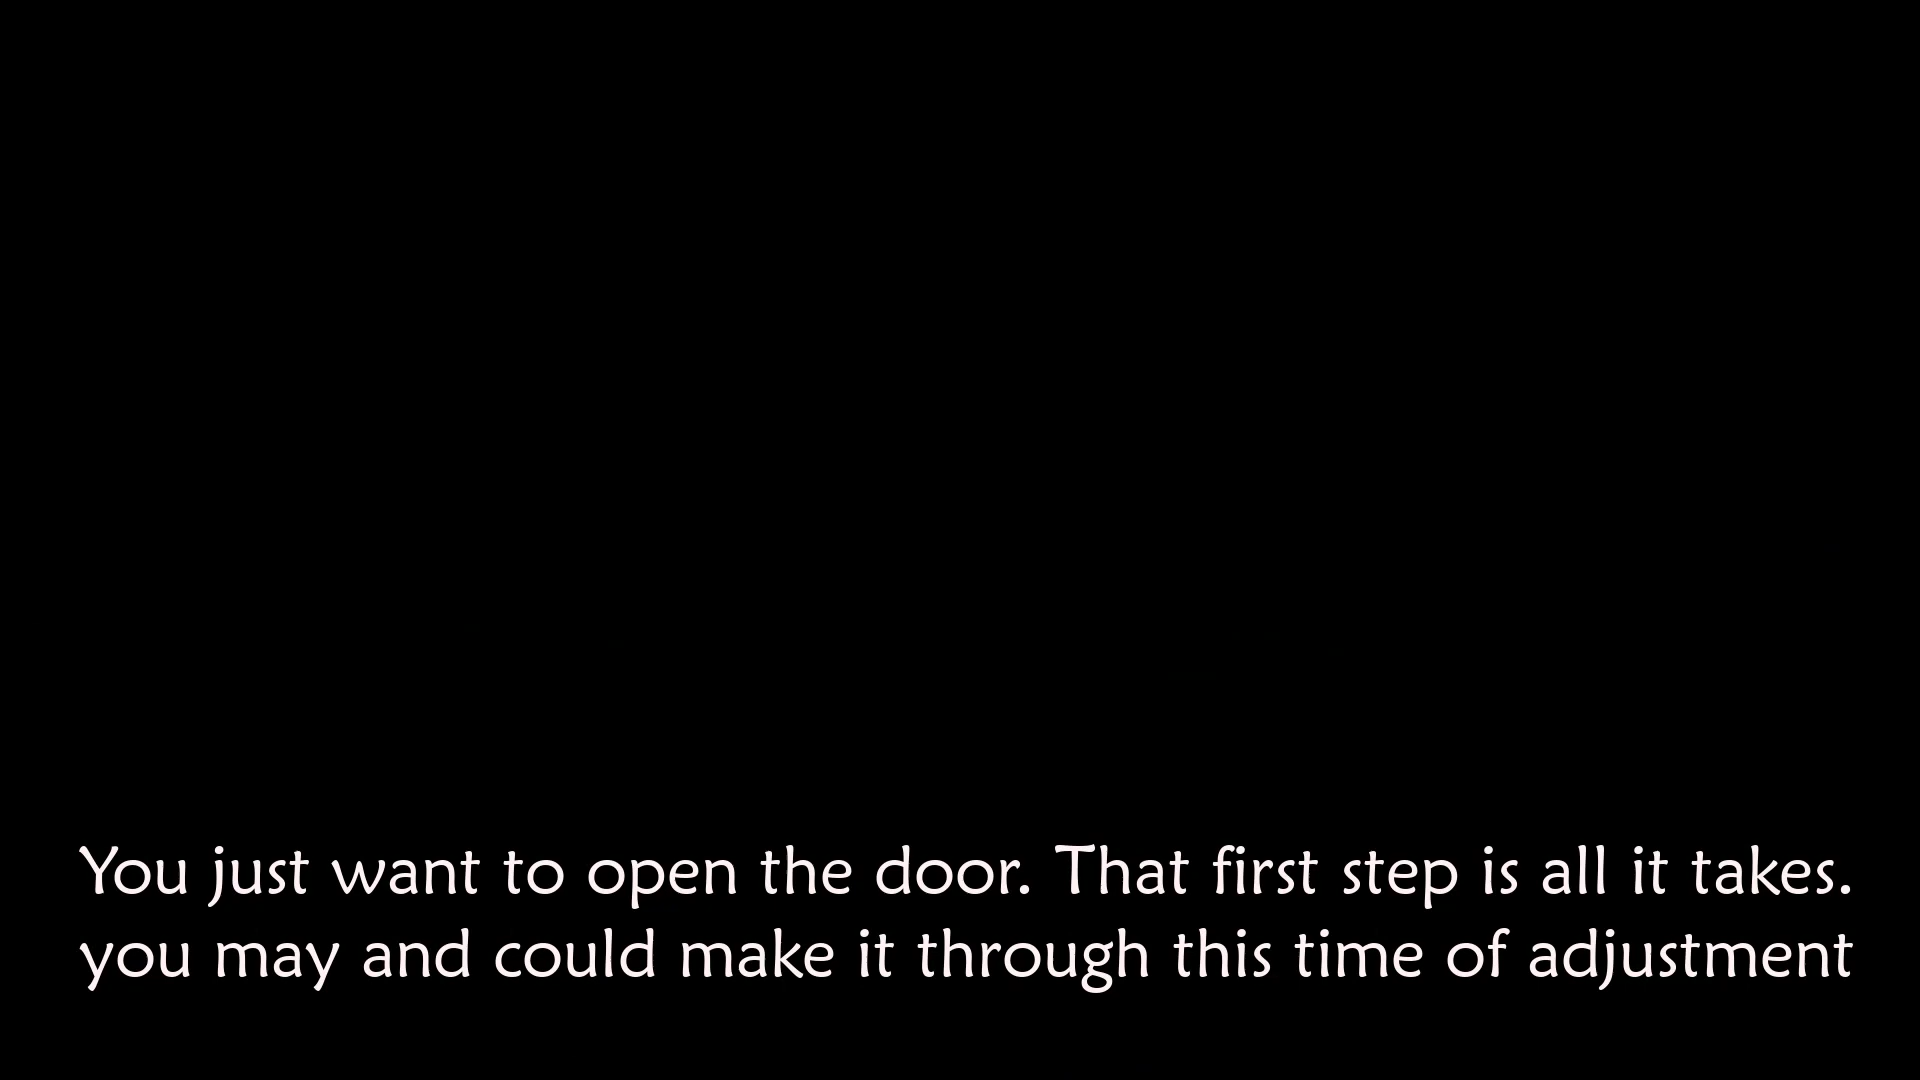 You just want to open the door. That first step is all it takes.
you may and could make it through this time of adjustment